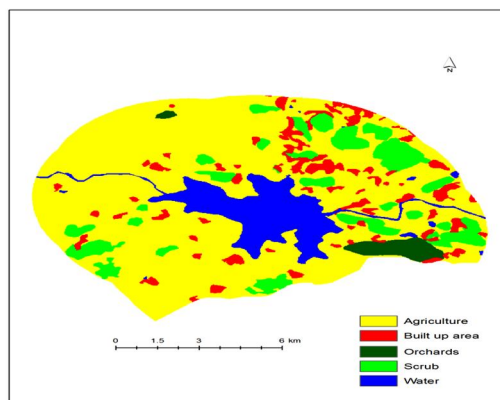 N
Agriculture
Built up area
Orchards
Scrub
Water
0 1.5 3 6 km